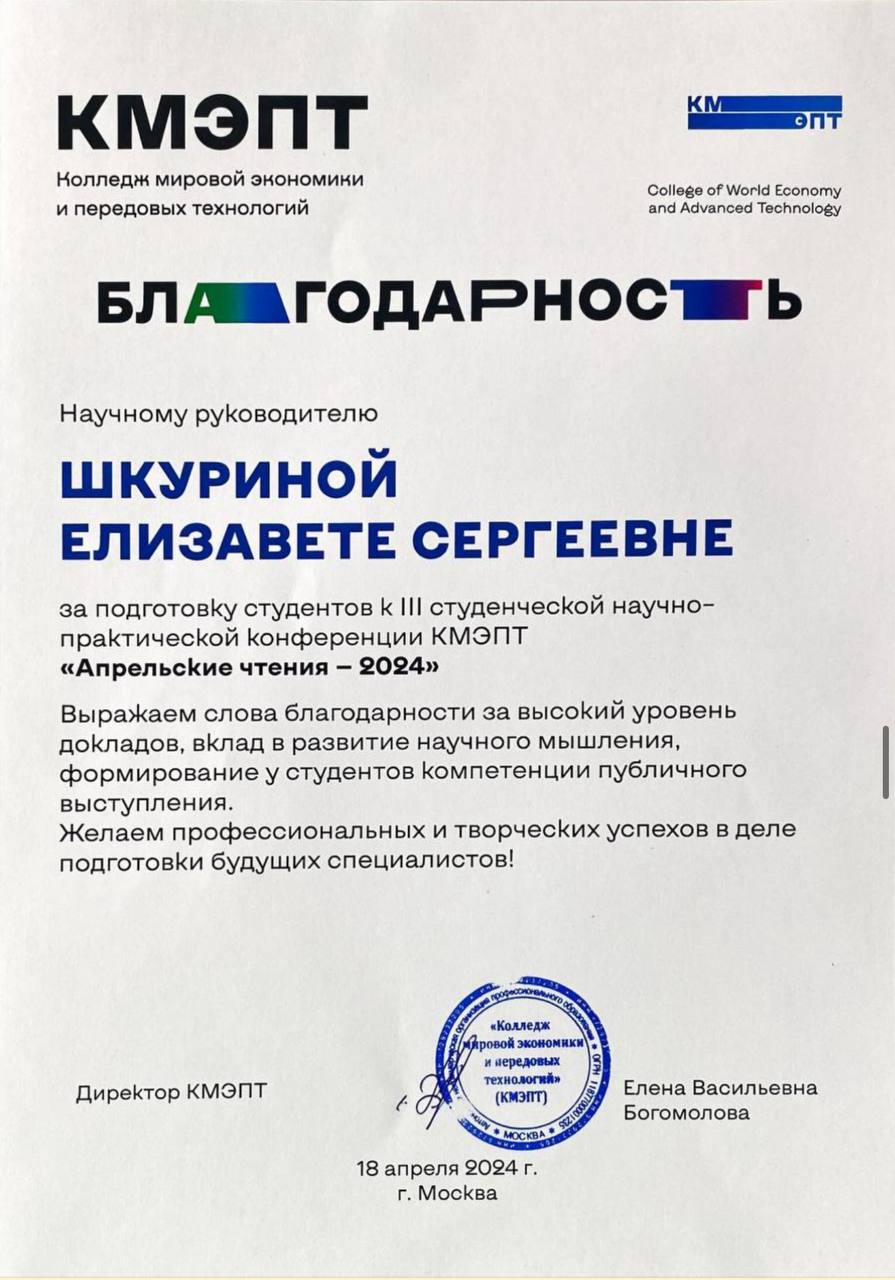 КМЭПТ
Колледж мировой экономики
и передовых технологий
КМ
ЭПТ
College of World Economy
and Advanced Technology
БЛАГОДАРНОСТЬ
Научному руководителю
ШКУРИНОЙ
ЕЛИЗАВЕТЕ СЕРГЕЕВНЕ
за подготовку студентов к III студенческой научно-
практической конференции КМЭПТ
«Апрельские чтения – 2024»
Выражаем слова благодарности за высокий уровень
докладов, вклад в развитие научного мышления,
формирование у студентов компетенции публичного
выступления.
Желаем профессиональных и творческих успехов в деле
подготовки будущих специалистов!
организация профессионального образования
ОГРН
МОСКВА
«Колледж
мировой экономики
и передовых
технологий»
(КМЭПТ)
Директор КМЭПТ
Елена Васильевна
Богомолова
18 апреля 2024 г.
г. Москва